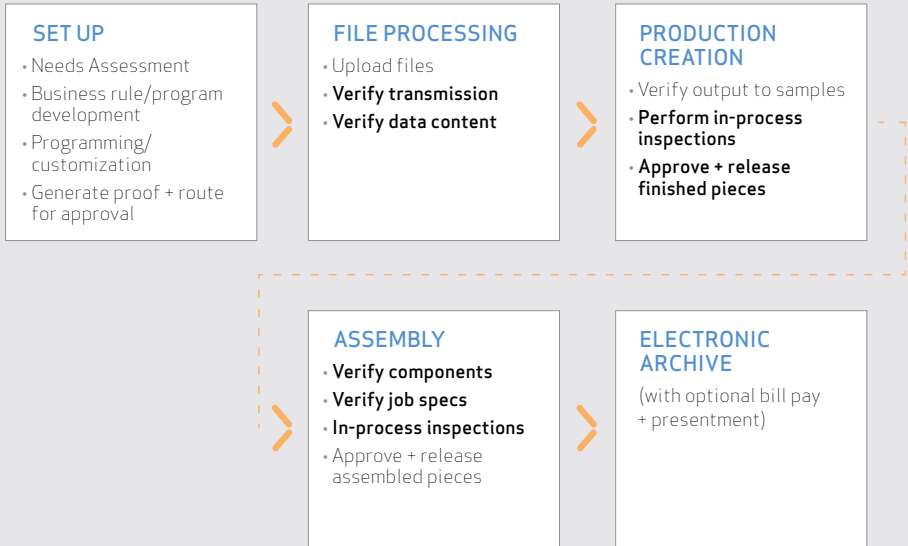 SET UP
• Needs Assessment
• Business rule/program
development
• Programming/
customization
• Generate proof + route
for approval
FILE PROCESSING
• Upload files
• Verify transmission
• Verify data content
PRODUCTION
CREATION
• Verify output to samples
• Perform in-process
inspections
• Approve + release
finished pieces
ASSEMBLY
• Verify components
• Verify job specs
• In-process inspections
• Approve + release
assembled pieces
ELECTRONIC
ARCHIVE
(with optional bill pay
+ presentment)